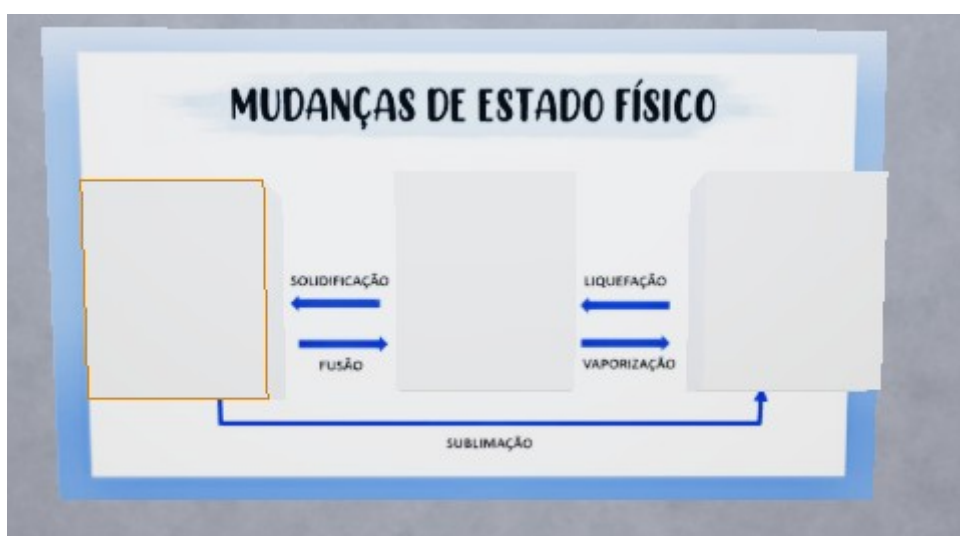 MUDANÇAS DE ESTADO FÍSICO
SOLIDIFICAÇÃO
LIQUEFAÇÃO
FUSÃO
VAPORIZAÇÃO
SUBLIMAÇÃO